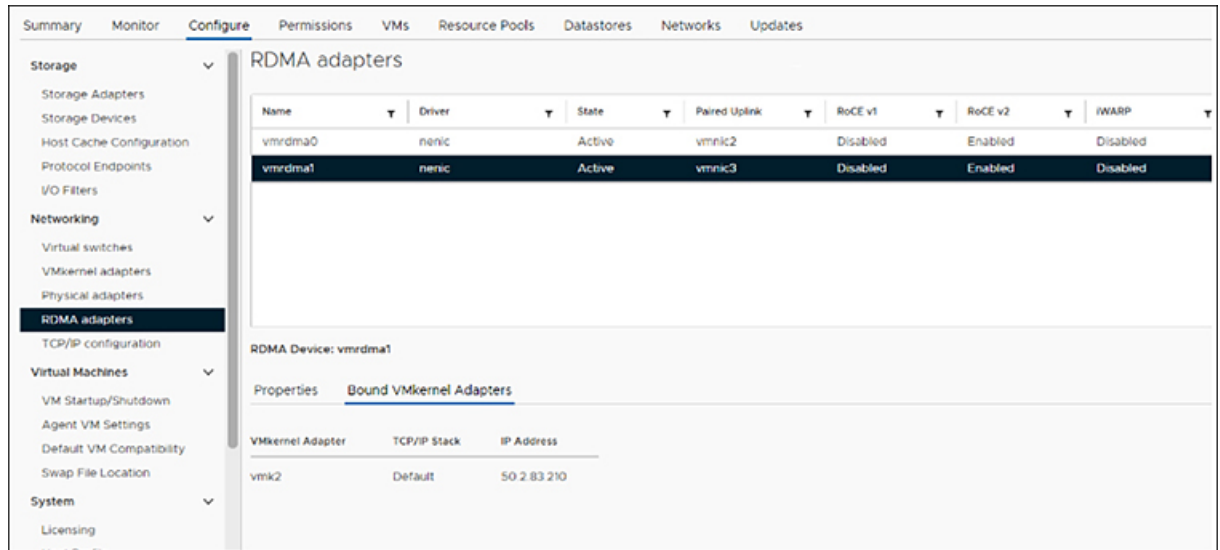 Summary Monitor Configure Permissions VMs Resource Pools Datastores Networks Updates
Storage
Storage Adapters
Storage Devices
Host Cache Configuration
Protocol Endpoints
I/O Filters
Networking
Virtual switches
VMkernel adapters
Physical adapters
RDMA adapters
TCP/IP configuration
Virtual Machines
VM Startup/Shutdown
Agent VM Settings
Default VM Compatibility
Swap File Location
System
Licensing
RDMA adapters
Name Driver State Paired Uplink RoCE v1 RoCE v2 iWARP
vmrdma0 nenic Active vmnic2 Disabled Enabled Disabled
vmrdma1 nenic Active vmnic3 Disabled Enabled Disabled
RDMA Device: vmrdma1
Properties Bound VMkernel Adapters
VMkernel Adapter TCP/IP Stack IP Address
vmk2 Default 50.2.83.210